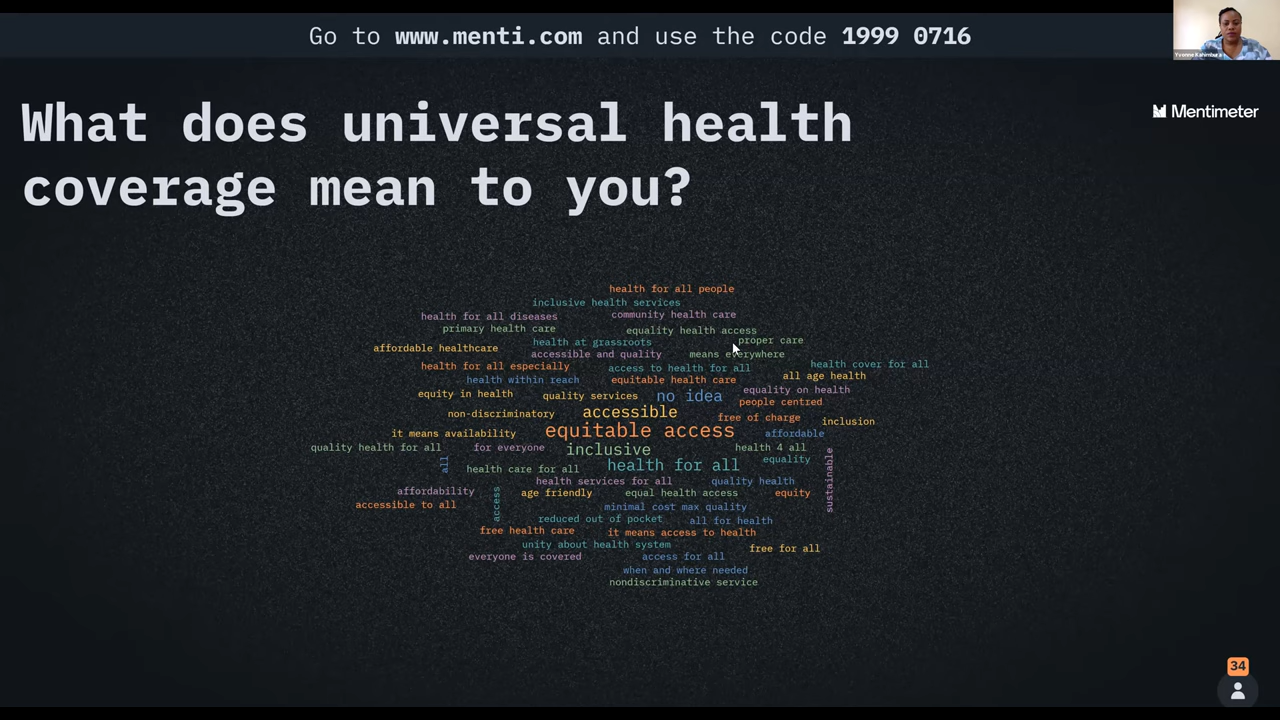 Go to www.menti.com and use the code 1999 0716
Mentimeter
What does universal health
coverage mean to you?
health for all people
inclusive health services
health for all diseases
community health care
primary health care
equality health access
health at grassroots
proper care
affordable healthcare
accessible and quality
means everywhere
health for all especially
access to health for all
health cover for all
health within reach
equitable health care
all age health
equity in health
quality services
no idea
equality on health
people centred
non-discriminatory
accessible
free of charge
inclusion
it means availability
equitable access
affordable
quality health for all
for everyone
inclusive
health 4 all
all
health care for all
health for all
equality
sustainable
health services for all
quality health
affordability
age friendly
equal health access
equity
accessible to all
access
minimal cost max quality
reduced out of pocket
all for health
free health care
it means access to health
unity about health system
free for all
everyone is covered
access for all
when and where needed
nondiscriminative service
34